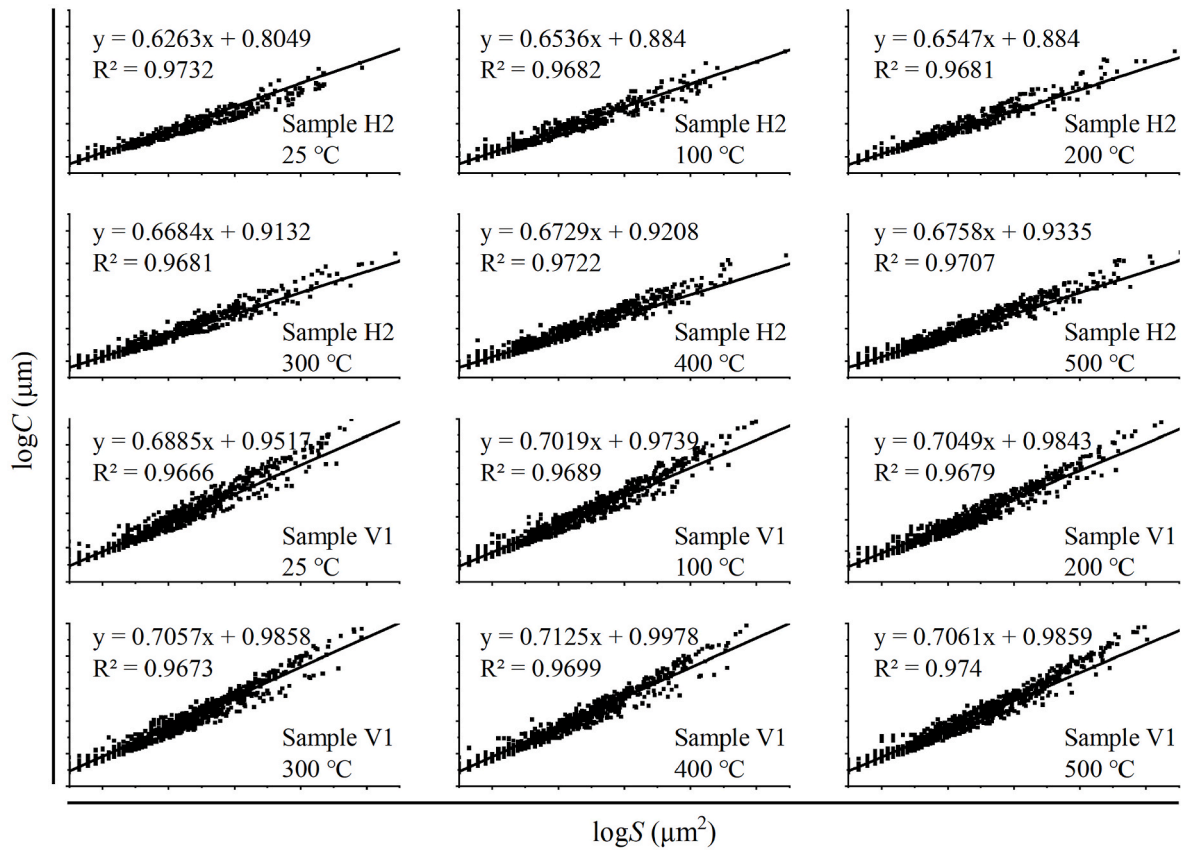 y = 0.6263x + 0.8049
R² = 0.9732
Sample H2
25 °C
y = 0.6536x + 0.884
R² = 0.9682
Sample H2
100 °C
y = 0.6547x + 0.884
R² = 0.9681
Sample H2
200 °C
y = 0.6684x + 0.9132
R² = 0.9681
Sample H2
300 °C
y = 0.6729x + 0.9208
R² = 0.9722
Sample H2
400 °C
y = 0.6758x + 0.9335
R² = 0.9707
Sample H2
500 °C
y = 0.6885x + 0.9517
R² = 0.9666
Sample V1
25 °C
y = 0.7019x + 0.9739
R² = 0.9689
Sample V1
100 °C
y = 0.7049x + 0.9843
R² = 0.9679
Sample V1
200 °C
y = 0.7057x + 0.9858
R² = 0.9673
Sample V1
300 °C
y = 0.7125x + 0.9978
R² = 0.9699
Sample V1
400 °C
y = 0.7061x + 0.9859
R² = 0.974
Sample V1
500 °C
logC (μm)
logS (μm²)